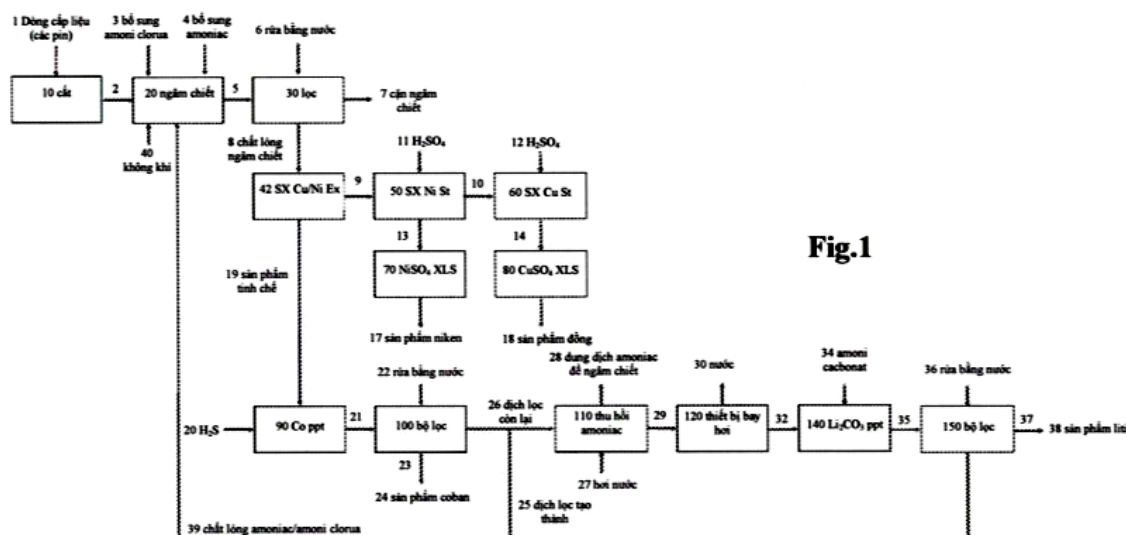 1 Dòng cấp liệu
(các pin)
3 bổ sung
amoni clorua
4 bổ sung
amoniac
6 rửa bằng nước
10 cắt
2
20 ngâm chiết
5
30 lọc
7 cặn ngâm
chiết
40
không khí
8 chất lỏng
ngâm chiết
11 H₂SO₄
12 H₂SO₄
42 SX Cu/Ni Ex
9
50 SX Ni St
10
60 SX Cu St
13
14
Fig.1
19 sản phẩm
tinh chế
70 NiSO₄ XLS
80 CuSO₄ XLS
17 sản phẩm niken
18 sản phẩm đồng
22 rửa bằng nước
28 dung dịch amoniac
để ngâm chiết
30 nước
34 amoni
cacbonat
36 rửa bằng nước
20 H₂S
90 Co ppt
21
100 bộ lọc
26 dịch lọc
còn lại
110 thu hồi
amoniac
29
120 thiết bị bay
hơi
32
140 Li₂CO₃ ppt
35
150 bộ lọc
37
38 sản phẩm liti
23
24 sản phẩm coban
27 hơi nước
25 dịch lọc tạo
thành
39 chất lỏng amoniac/amoni clorua